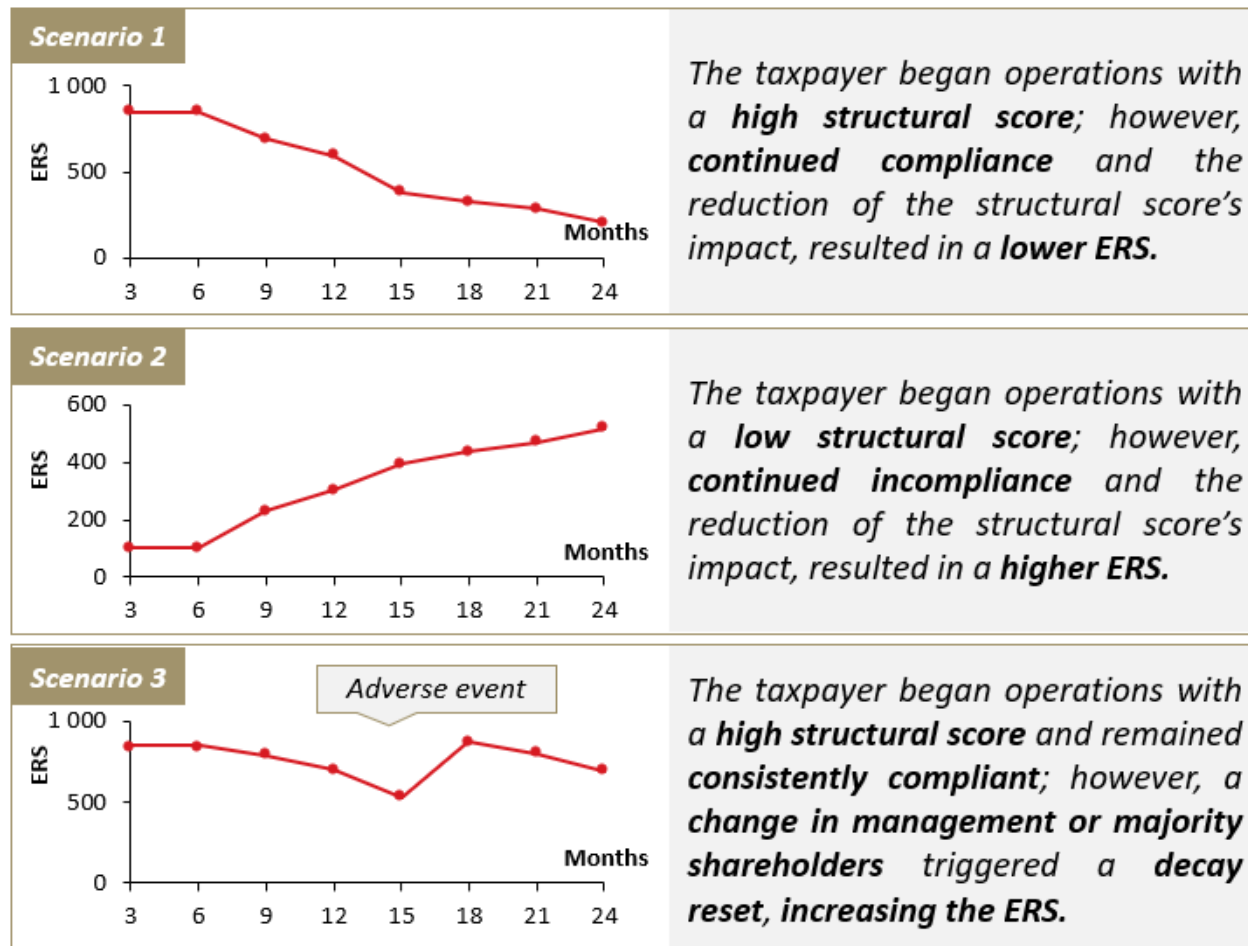 Scenario 1
1 000
500
0
ERS
Months
3 6 9 12 15 18 21 24
The taxpayer began operations with
a high structural score; however,
continued compliance and the
reduction of the structural score's
impact, resulted in a lower ERS.
Scenario 2
600
400
200
0
ERS
Months
3 6 9 12 15 18 21 24
The taxpayer began operations with
a low structural score; however,
continued incompliance and the
reduction of the structural score's
impact, resulted in a higher ERS.
Scenario 3
Adverse event
1 000
500
0
ERS
Months
3 6 9 12 15 18 21 24
The taxpayer began operations with
a high structural score and remained
consistently compliant; however, a
change in management or majority
shareholders triggered a decay
reset, increasing the ERS.